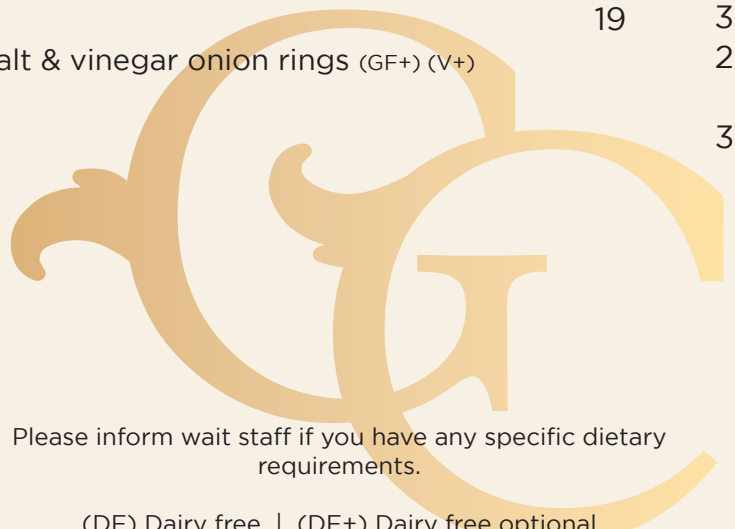 19
& vinegar onion rings (GF+) (V+)
Please inform wait staff if you have any specific dietary
requirements.
(DF) Dairy free | (DF+) Dairy free optional